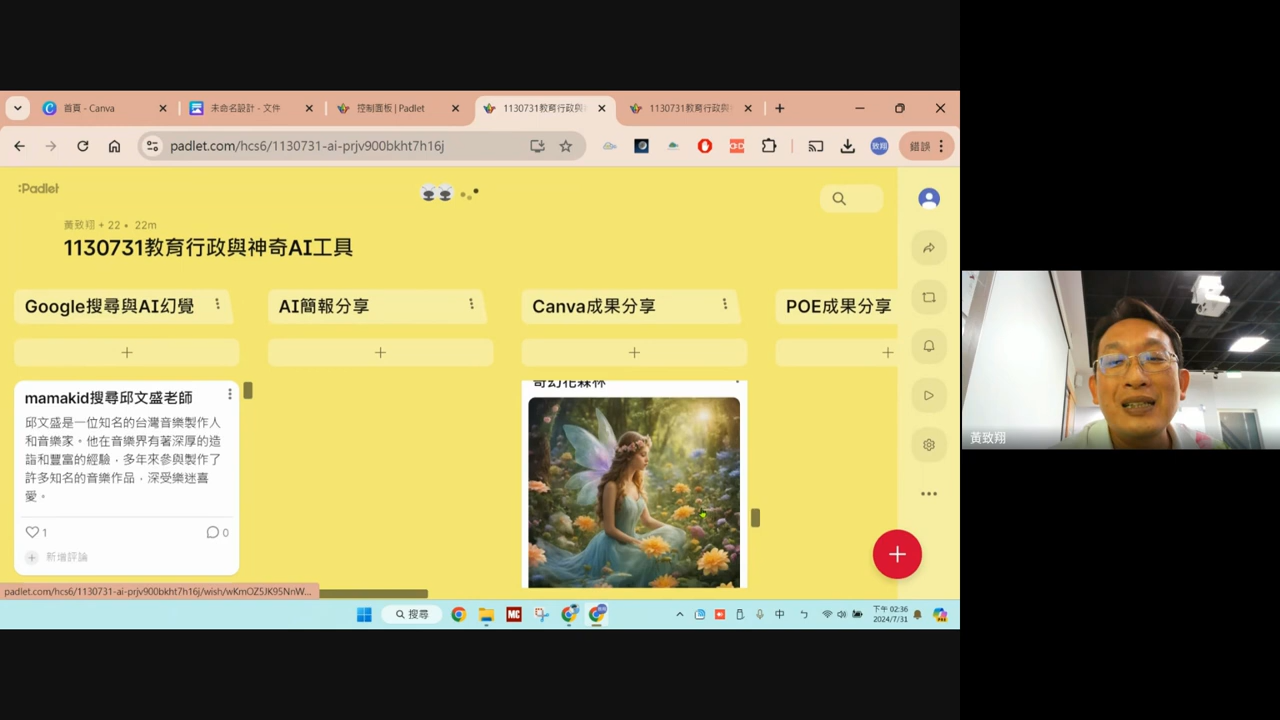 首頁 - Canva
未命名設計 - 文件
控制面板 | Padlet
1130731教育行政與
1130731教育行政與
padlet.com/hcs6/1130731-ai-prjv900bkht7h16j
致翔
錯誤
:Padlet
黃致翔 + 22 • 22m
1130731教育行政與神奇AI工具
Google搜尋與AI幻覺
AI簡報分享
Canva成果分享
POE成果分享
mamakid搜尋邱文盛老師
邱文盛是一位知名的台灣音樂製作人
和音樂家。他在音樂界有著深厚的造
詣和豐富的經驗，多年來參與製作了
許多知名的音樂作品，深受樂迷喜
愛。
1
0
新增評論
奇幻花森林
padlet.com/hcs6/1130731-ai-prjv900bkht7h16j/wish/wKmOZ5JK95NnW...
搜尋
MC
中
下午 02:36
2024/7/31
黃致翔